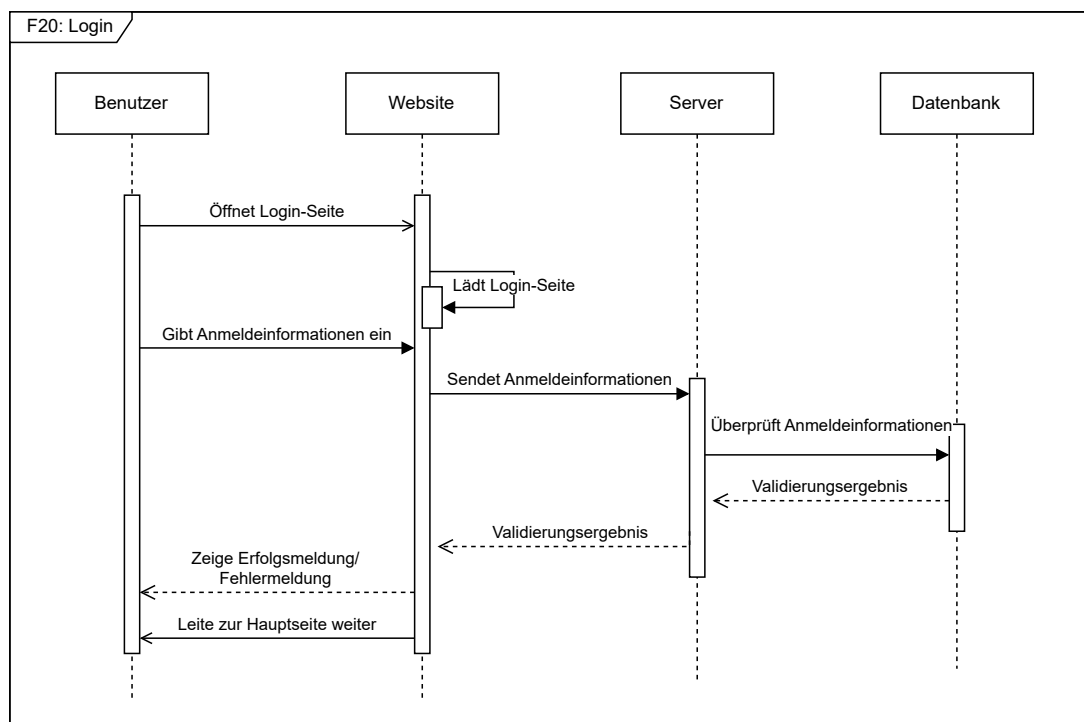 F20: Login
Benutzer
Website
Server
Datenbank
Öffnet Login-Seite
Lädt Login-Seite
Gibt Anmeldeinformationen ein
Sendet Anmeldeinformationen
Überprüft Anmeldeinformationen
Validierungsergebnis
Validierungsergebnis
Zeige Erfolgsmeldung/
Fehlermeldung
Leite zur Hauptseite weiter